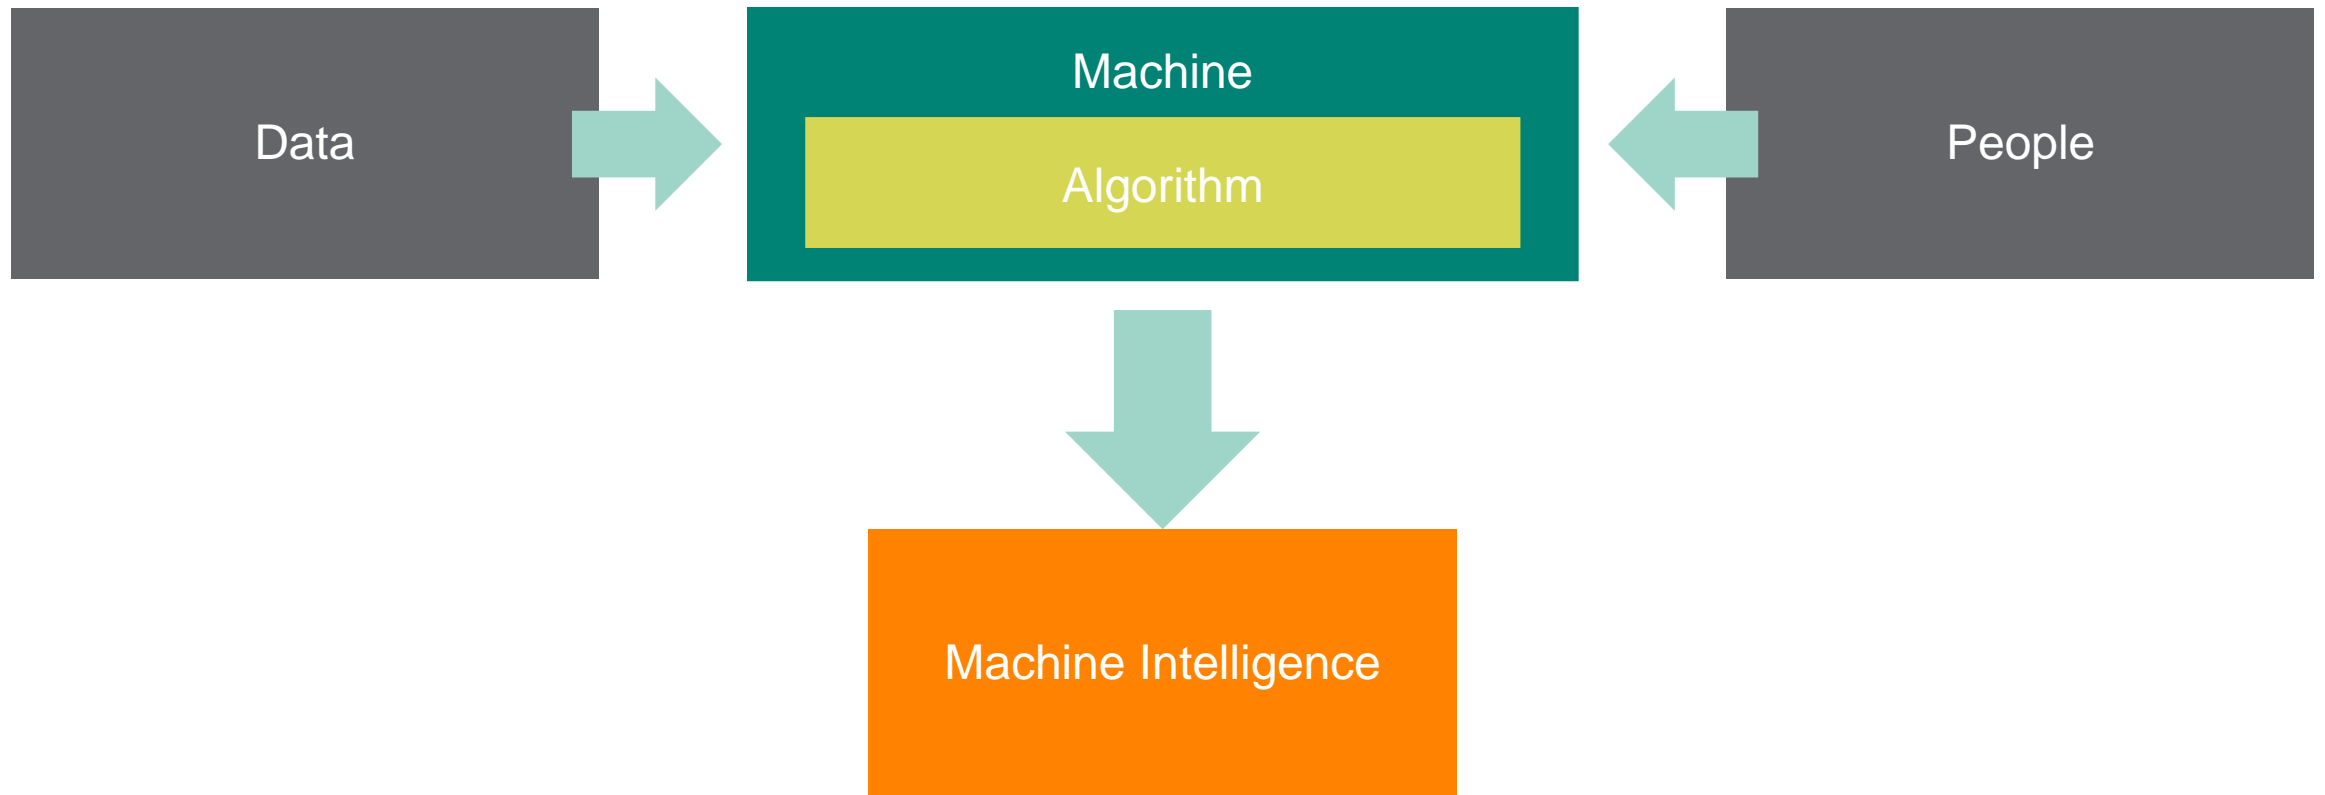 Data
Machine
Algorithm
People
Machine Intelligence